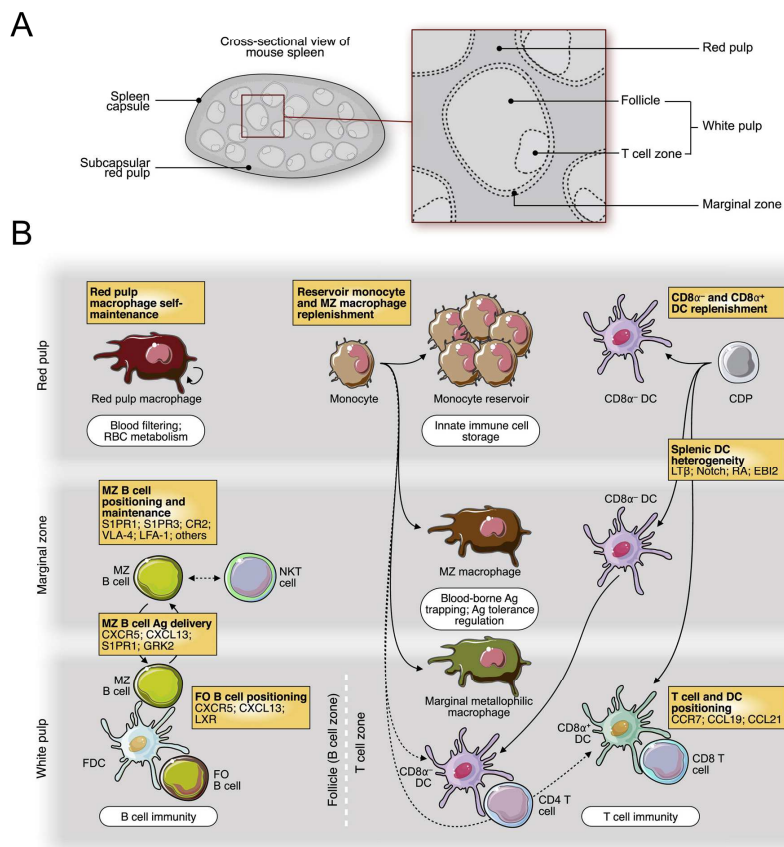 A
Cross-sectional view of
mouse spleen
Spleen
capsule
Subcapsular
red pulp
Red pulp
Follicle
White pulp
T cell zone
Marginal zone
B
Red pulp
Red pulp
macrophage self-
maintenance
Red pulp macrophage
Blood filtering;
RBC metabolism
Reservoir monocyte
and MZ macrophage
replenishment
Monocyte
Monocyte reservoir
Innate immune cell
storage
CD8α⁻ and CD8α⁺
DC replenishment
CD8α⁻ DC
CDP
Splenic DC
heterogeneity
LTβ; Notch; RA; EBI2
Marginal zone
MZ B cell
positioning and
maintenance
S1PR1; S1PR3; CR2;
VLA-4; LFA-1; others
MZ
B cell
NKT
cell
MZ macrophage
Blood-borne Ag
trapping; Ag tolerance
regulation
CD8α⁻ DC
MZ B cell Ag delivery
CXCR5; CXCL13;
S1PR1; GRK2
White pulp
MZ
B cell
FO B cell positioning
CXCR5; CXCL13;
LXR
FDC
FO
B cell
B cell immunity
Follicle (B cell zone)
T cell zone
Marginal metallophilic
macrophage
CD8α⁻
DC
CD4 T
cell
T cell and DC
positioning
CCR7; CCL19; CCL21
CD8α⁺
DC
CD8 T
cell
T cell immunity